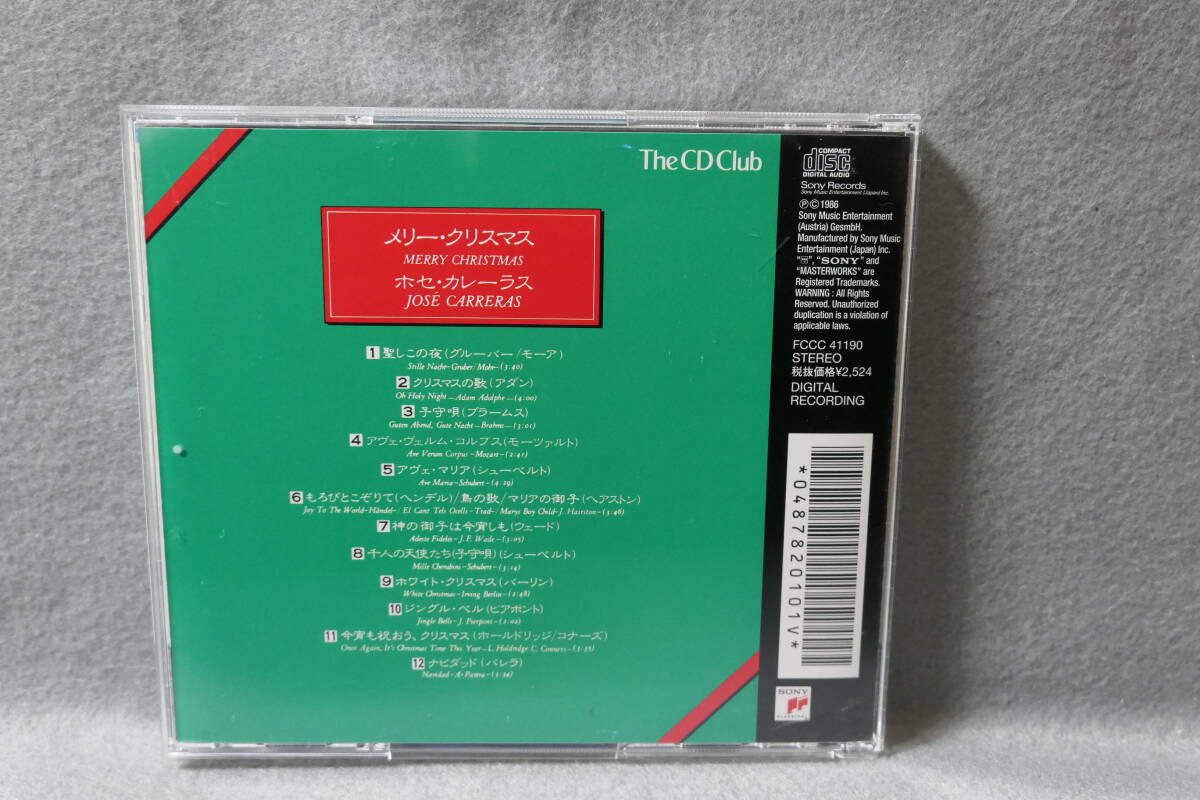 The CD Club
メリー・クリスマス
MERRY CHRISTMAS
ホセ・カレーラス
JOSÉ CARRERAS
1 聖しこの夜(グルーバー/モーア)
Stille Nacht—Gruber/Mohr—(3:40)
2 クリスマスの歌(アダン)
Oh Holy Night—Adam Adolphe—(4:00)
3 子守唄(ブラームス)
Guten Abend, Gute Nacht—Brahms—(3:01)
4 アヴェ・ヴェルム・コルプス(モーツァルト)
Ave Verum Corpus—Mozart—(2:41)
5 アヴェ・マリア(シューベルト)
Ave Maria—Schubert—(4:29)
6 もろびとこぞりて(ヘンデル)/鳥の歌/マリアの御子(ヘアストン)
Joy To The World—Händel—/El Cant Tels Ocells—Trad—/Marys Boy Child—J. Hairston—(3:46)
7 神の御子は今宵しも(ウェード)
Adeste Fideles—J. F. Wade—(3:05)
8 千人の天使たち(子守唄)(シューベルト)
Mille Cherubini—Schubert—(3:14)
9 ホワイト・クリスマス(バーリン)
White Christmas—Irving Berlin—(2:48)
10 ジングル・ベル(ピアポント)
Jingle Bells—J. Pierpont—(2:02)
11 今宵も祝おう、クリスマス(ホールドリッジ/コナーズ)
Once Again, It's Christmas Time This Year—L. Holdridge C. Conners—(3:35)
12 ナビダッド(パレラ)
Navidad—A. Parera—(3:34)
COMPACT
disc
DIGITAL AUDIO
Sony Records
Sony Music Entertainment (Japan) Inc.
ⓅⒸ1986
Sony Music Entertainment
(Austria) GesmbH.
Manufactured by Sony Music
Entertainment (Japan) Inc.
"SONY" and
"MASTERWORKS" are
Registered Trademarks.
WARNING : All Rights
Reserved. Unauthorized
duplication is a violation of
applicable laws.
FCCC 41190
STEREO
税抜価格¥2,524
DIGITAL
RECORDING
*0487820101V*
SONY
CLASSICAL